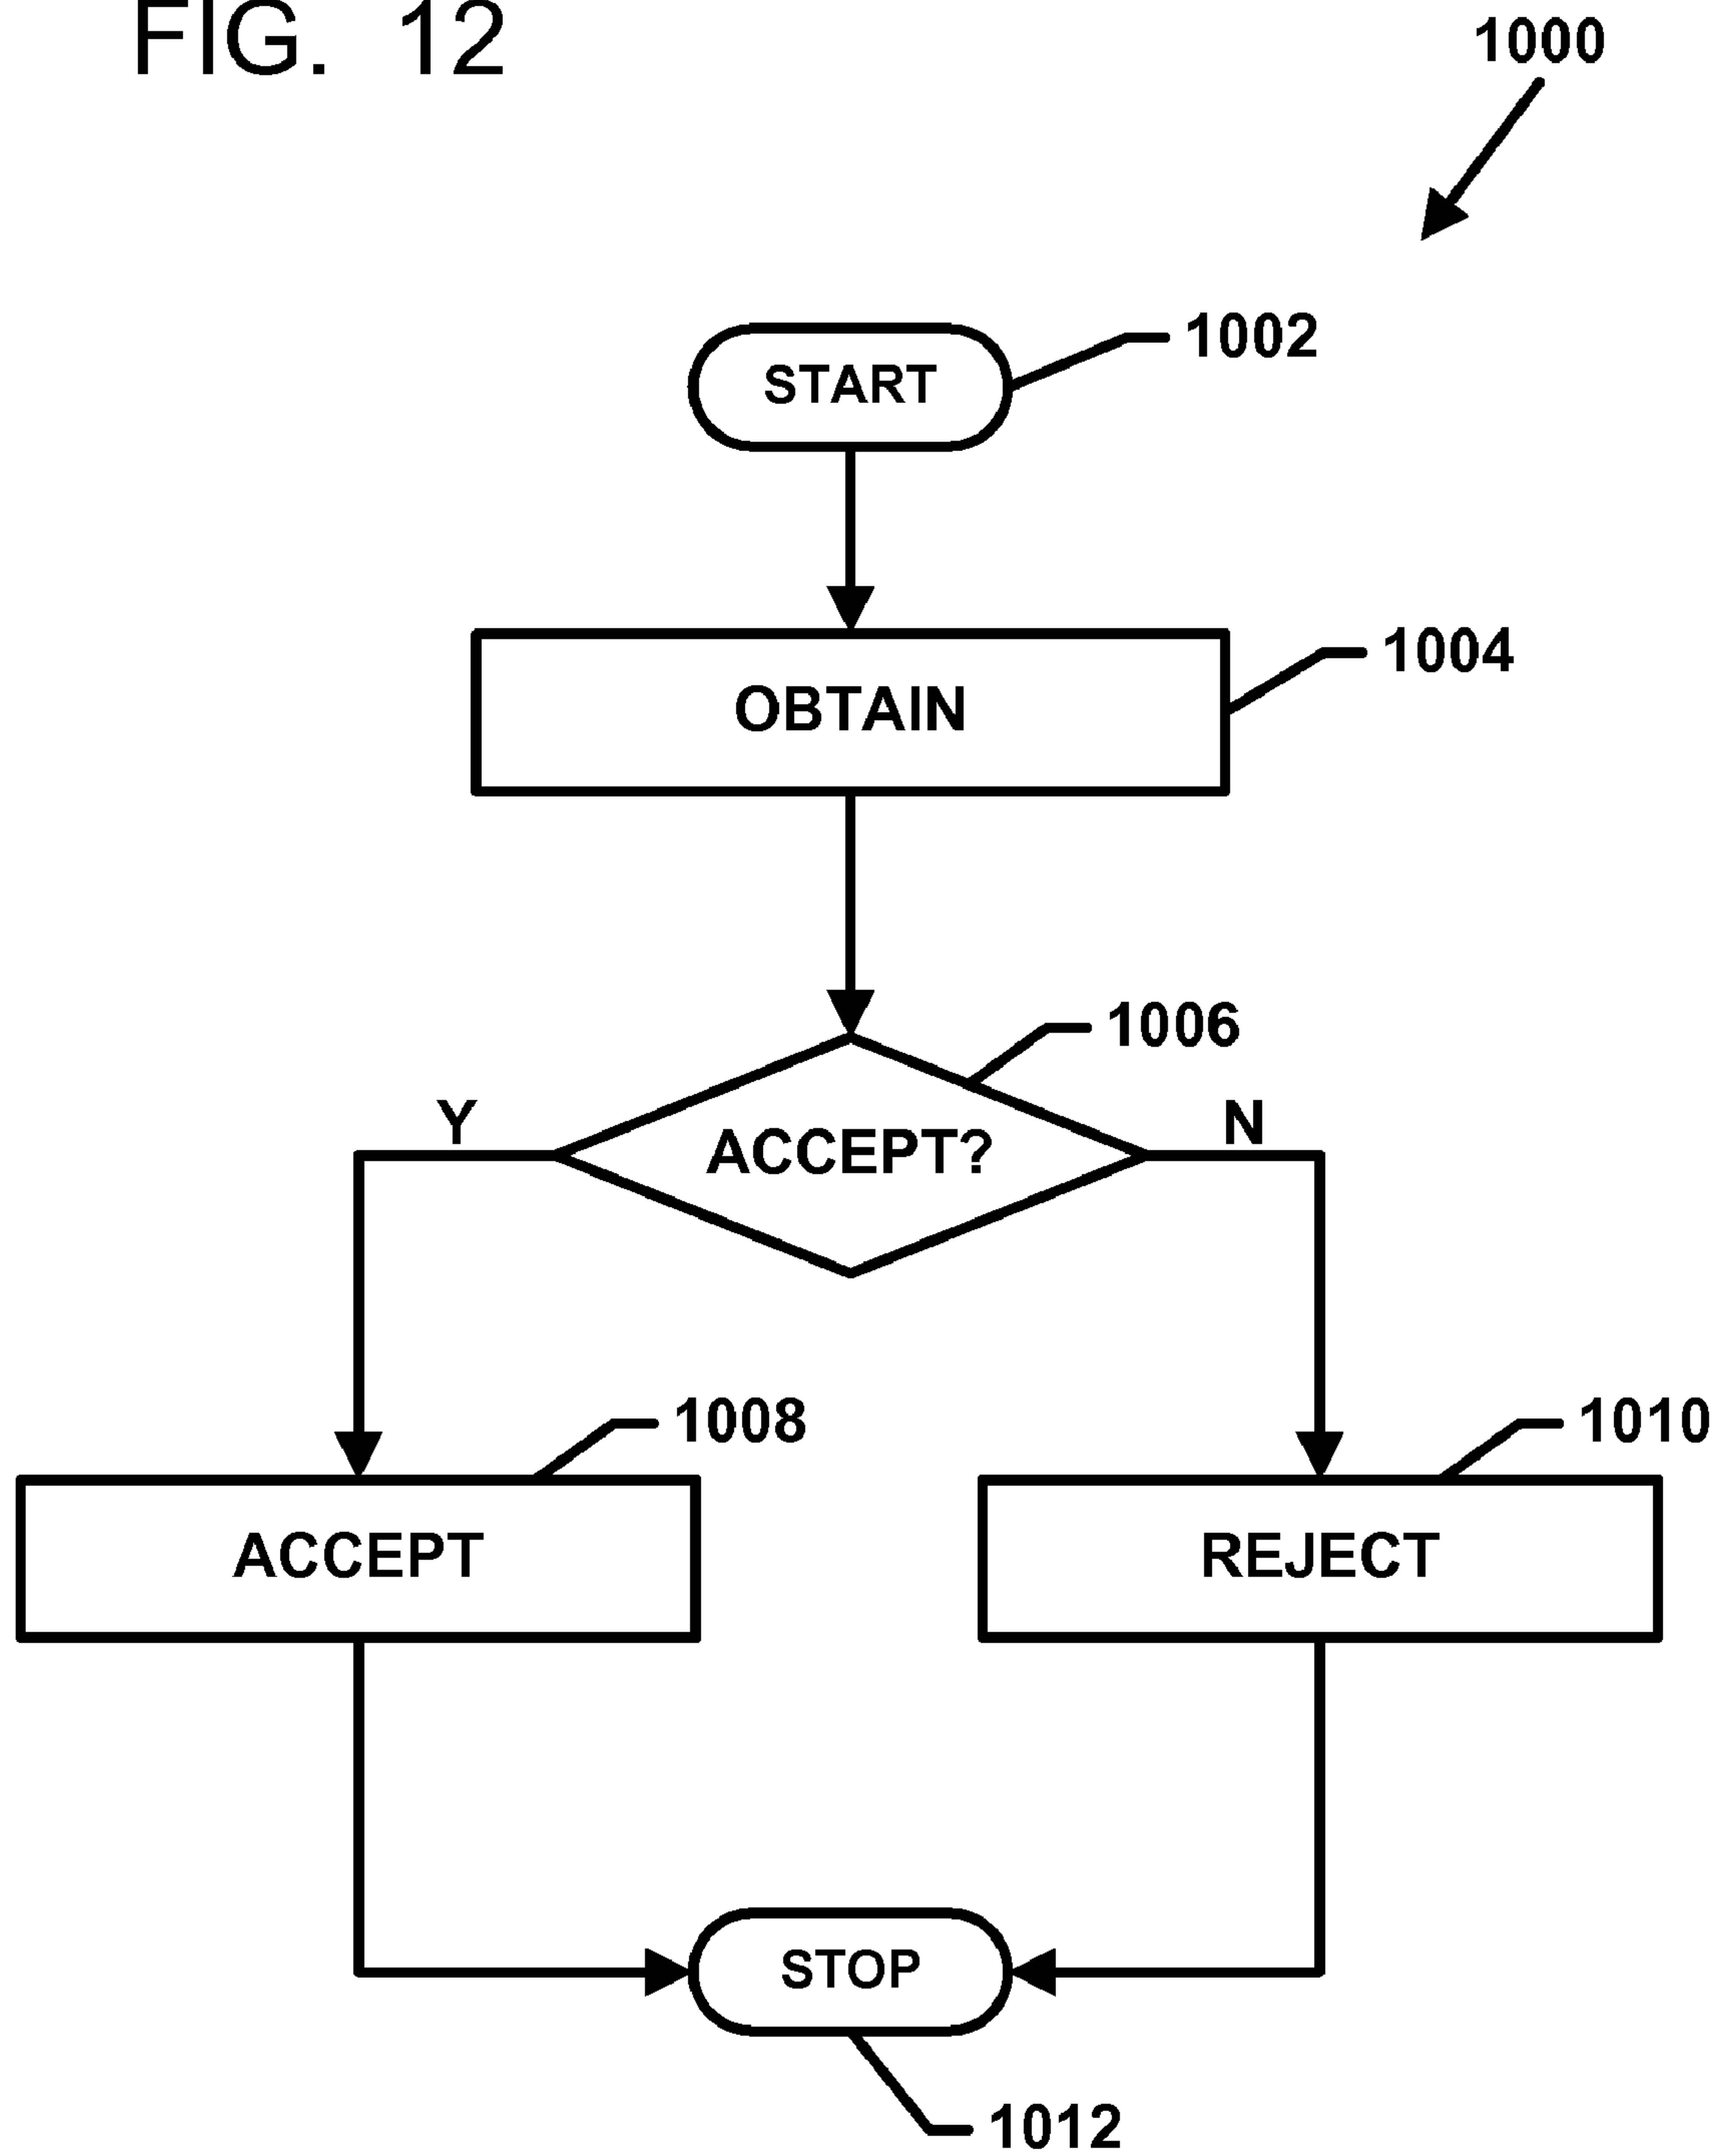 FIG. 12
1000
START
1002
OBTAIN
1004
1006
Y
ACCEPT?
N
1008
1010
ACCEPT
REJECT
STOP
1012